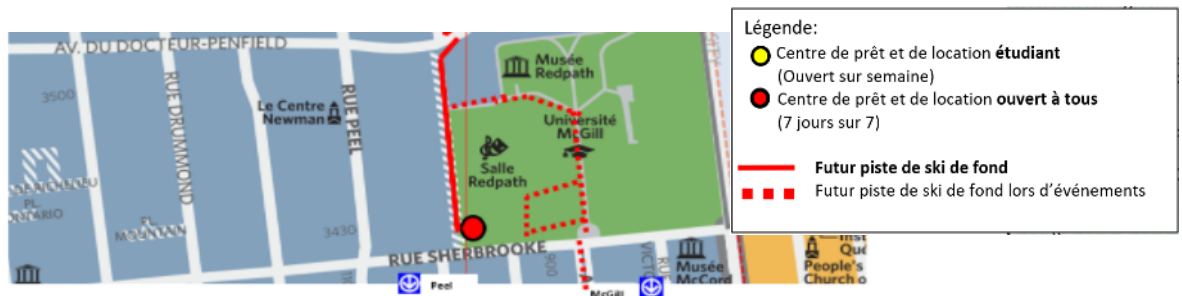 AV. DU DOCTEUR-PENFIELD
3500
RUE DRUMMOND
Le Centre
Newman
RUE PEEL
Musée
Redpath
Université
McGill
Salle
Redpath
PL.
MOUNTAIN
3430
RUE SHERBROOKE
Peel
900
McGill
Musée
McCord
People's
Church o
Légende:
Centre de prêt et de location étudiant
(Ouvert sur semaine)
Centre de prêt et de location ouvert à tous
(7 jours sur 7)
Futur piste de ski de fond
Futur piste de ski de fond lors d'événements